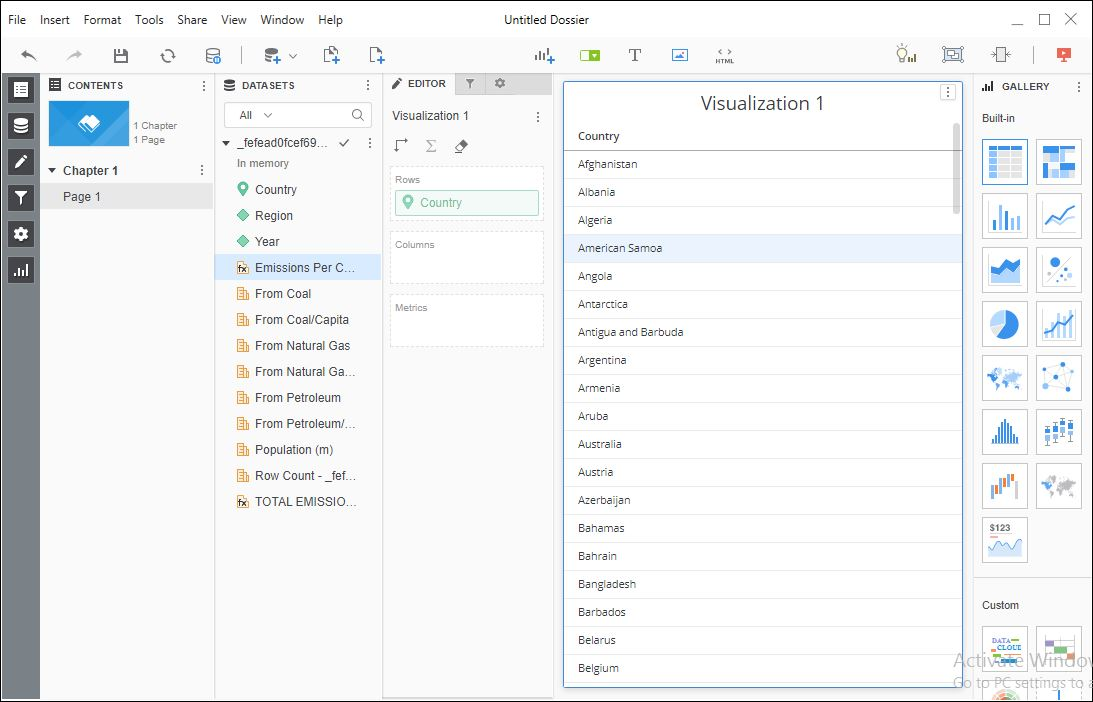 File Insert Format Tools Share View Window Help
Untitled Dossier
HTML
CONTENTS
1 Chapter
1 Page
Chapter 1
Page 1
DATASETS
All
_fefead0fcef69...
In memory
Country
Region
Year
fx Emissions Per C...
From Coal
From Coal/Capita
From Natural Gas
From Natural Ga...
From Petroleum
From Petroleum/...
Population (m)
Row Count - _fef...
fx TOTAL EMISSIO...
EDITOR
Visualization 1
Rows
Country
Columns
Metrics
Visualization 1
Country
Afghanistan
Albania
Algeria
American Samoa
Angola
Antarctica
Antigua and Barbuda
Argentina
Armenia
Aruba
Australia
Austria
Azerbaijan
Bahamas
Bahrain
Bangladesh
Barbados
Belarus
Belgium
GALLERY
Built-in
$123
Custom
DATA
CLOUD
Activate Window
Go to PC settings to a